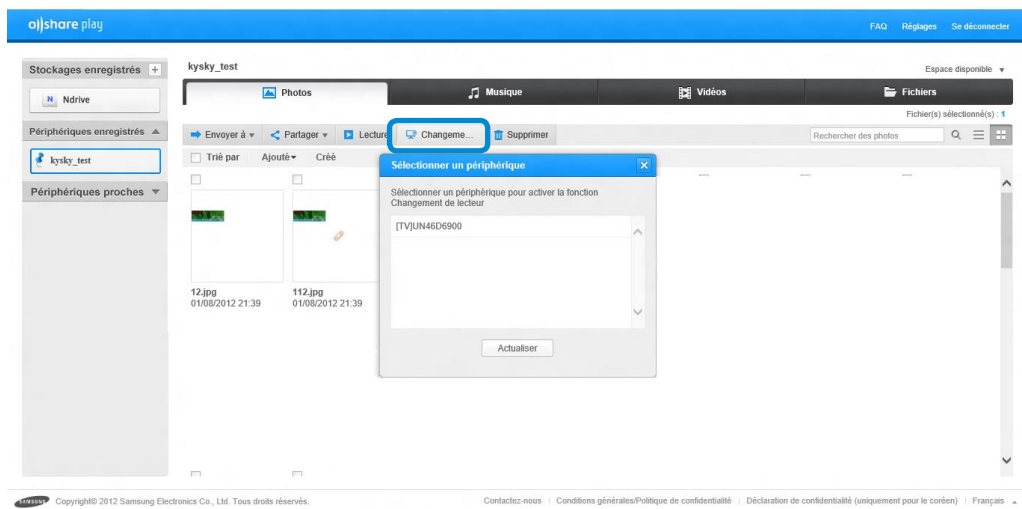 allshare play
FAQ Réglages Se déconnecter
Stockages enregistrés +
N Ndrive
Périphériques enregistrés
kysky_test
Périphériques proches
kysky_test
Espace disponible
Photos Musique Vidéos Fichiers
Fichier(s) sélectionné(s) : 1
Envoyer à Partager Lecture Changeme... Supprimer
Rechercher des photos
Trié par Ajouté Créé
Sélectionner un périphérique
Sélectionner un périphérique pour activer la fonction
Changement de lecteur
[TV]UN46D6900
Actualiser
12.jpg
01/08/2012 21:39
112.jpg
01/08/2012 21:39
SAMSUNG Copyright© 2012 Samsung Electronics Co., Ltd. Tous droits réservés.
Contactez-nous | Conditions générales/Politique de confidentialité | Déclaration de confidentialité (uniquement pour le coréen) | Français